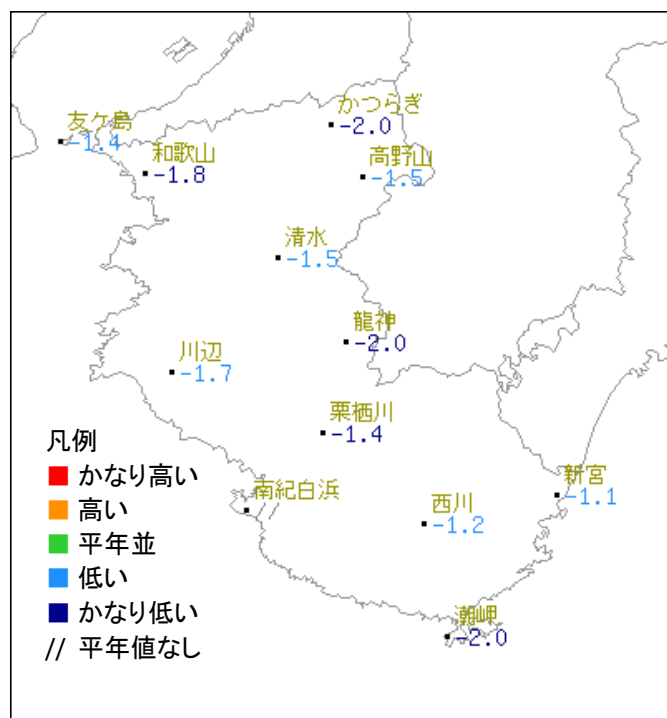 かつらぎ
-2.0
友ケ島
-1.4
和歌山
-1.8
高野山
-1.5
清水
-1.5
龍神
-2.0
川辺
-1.7
栗栖川
-1.4
凡例
かなり高い
高い
平年並
低い
かなり低い
// 平年値なし
南紀白浜
//
西川
-1.2
新宮
-1.1
潮岬
-2.0